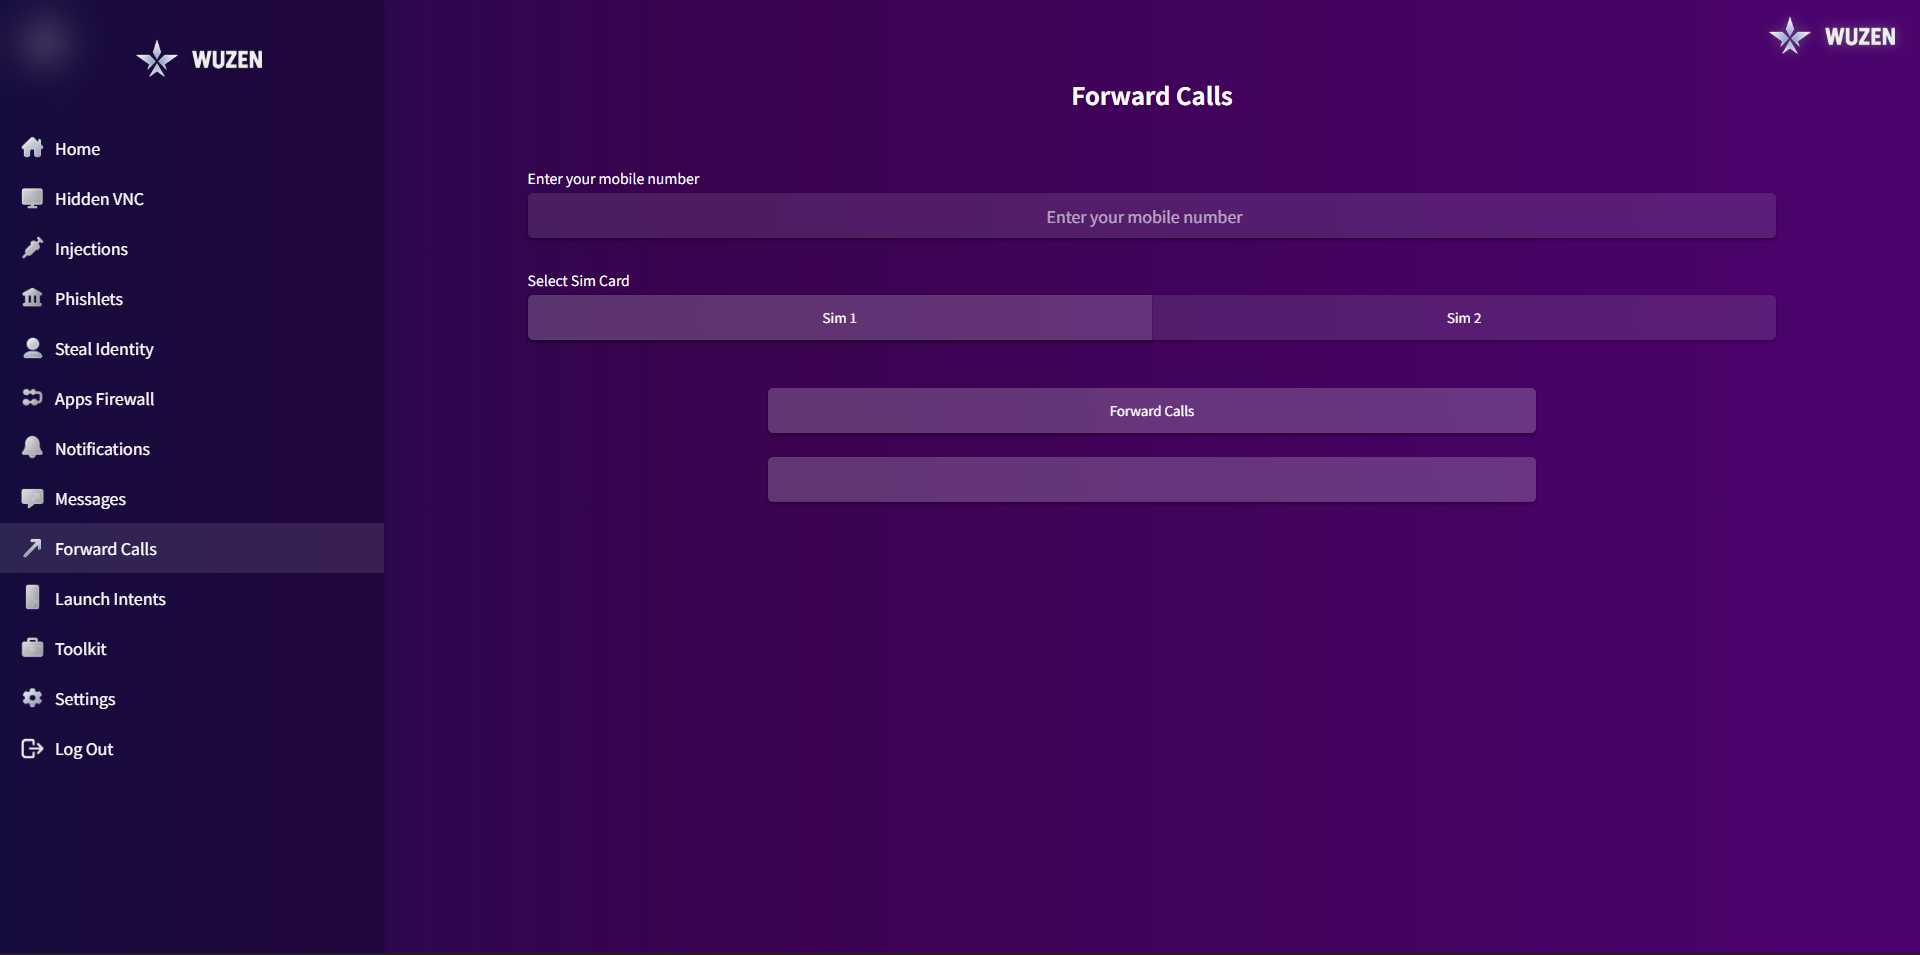 WUZEN
WUZEN
Home
Hidden VNC
Injections
Phishlets
Steal Identity
Apps Firewall
Notifications
Messages
Forward Calls
Launch Intents
Toolkit
Settings
Log Out
Forward Calls
Enter your mobile number
Enter your mobile number
Select Sim Card
Sim 1
Sim 2
Forward Calls